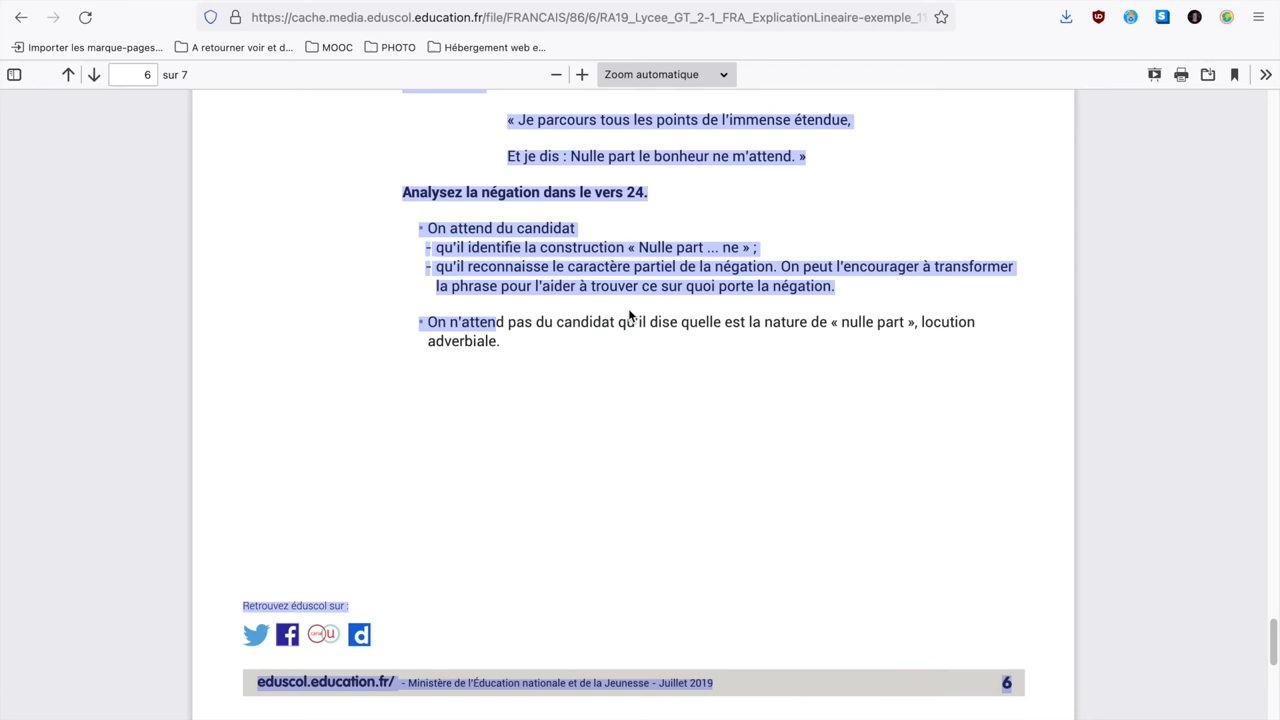 https://cache.media.eduscol.education.fr/file/FRANCAIS/86/6/RA19_Lycee_GT_2-1_FRA_ExplicationLineaire-exemple_1
Importer les marque-pages... A retourner voir et d... MOOC PHOTO Hébergement web e...
6 sur 7 Zoom automatique
« Je parcours tous les points de l'immense étendue,
Et je dis : Nulle part le bonheur ne m'attend. »
Analysez la négation dans le vers 24.
• On attend du candidat
- qu'il identifie la construction « Nulle part ... ne » ;
- qu'il reconnaisse le caractère partiel de la négation. On peut l'encourager à transformer
la phrase pour l'aider à trouver ce sur quoi porte la négation.
• On n'attend pas du candidat qu'il dise quelle est la nature de « nulle part », locution
adverbiale.
Retrouvez éduscol sur :
eduscol.education.fr/ - Ministère de l'Éducation nationale et de la Jeunesse - Juillet 2019 6